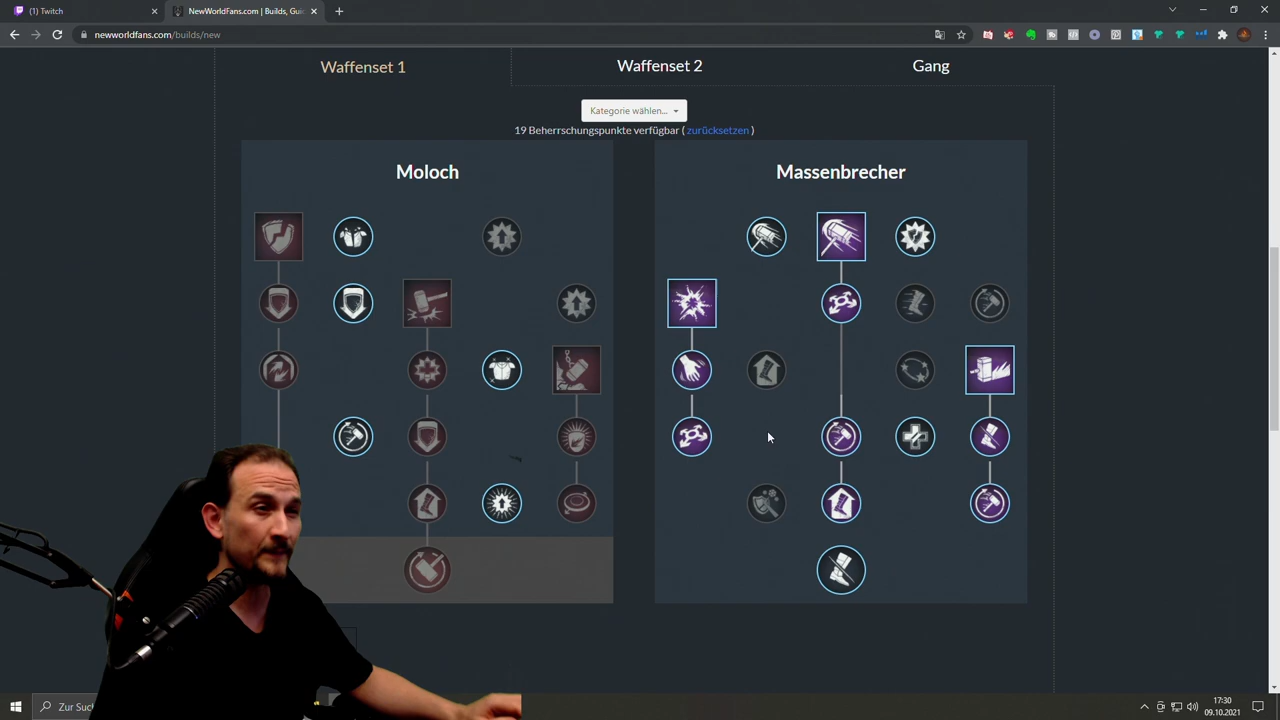 (1) Twitch
NewWorldFans.com | Builds, Gui
newworldfans.com/builds/new
Waffenset 1
Waffenset 2
Gang
Kategorie wählen...
19 Beherrschungspunkte verfügbar ( zurücksetzen )
Moloch
Massenbrecher
Zur Suc
17:30
09.10.2021